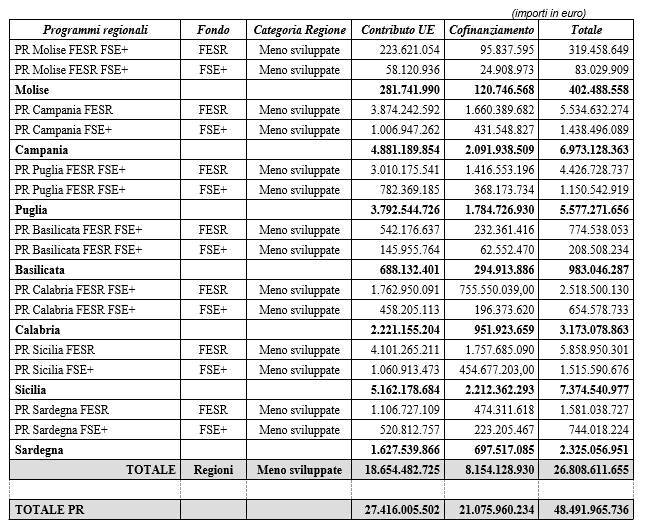 (importi in euro)
Programmi regionali Fondo Categoria Regione Contributo UE Cofinanziamento Totale
PR Molise FESR FSE+ FESR Meno sviluppate 223.621.054 95.837.595 319.458.649
PR Molise FESR FSE+ FSE+ Meno sviluppate 58.120.936 24.908.973 83.029.909
Molise 281.741.990 120.746.568 402.488.558
PR Campania FESR FESR Meno sviluppate 3.874.242.592 1.660.389.682 5.534.632.274
PR Campania FSE+ FSE+ Meno sviluppate 1.006.947.262 431.548.827 1.438.496.089
Campania 4.881.189.854 2.091.938.509 6.973.128.363
PR Puglia FESR FSE+ FESR Meno sviluppate 3.010.175.541 1.416.553.196 4.426.728.737
PR Puglia FESR FSE+ FSE+ Meno sviluppate 782.369.185 368.173.734 1.150.542.919
Puglia 3.792.544.726 1.784.726.930 5.577.271.656
PR Basilicata FESR FSE+ FESR Meno sviluppate 542.176.637 232.361.416 774.538.053
PR Basilicata FESR FSE+ FSE+ Meno sviluppate 145.955.764 62.552.470 208.508.234
Basilicata 688.132.401 294.913.886 983.046.287
PR Calabria FESR FSE+ FESR Meno sviluppate 1.762.950.091 755.550.039,00 2.518.500.130
PR Calabria FESR FSE+ FSE+ Meno sviluppate 458.205.113 196.373.620 654.578.733
Calabria 2.221.155.204 951.923.659 3.173.078.863
PR Sicilia FESR FESR Meno sviluppate 4.101.265.211 1.757.685.090 5.858.950.301
PR Sicilia FSE+ FSE+ Meno sviluppate 1.060.913.473 454.677.203,00 1.515.590.676
Sicilia 5.162.178.684 2.212.362.293 7.374.540.977
PR Sardegna FESR FESR Meno sviluppate 1.106.727.109 474.311.618 1.581.038.727
PR Sardegna FSE+ FSE+ Meno sviluppate 520.812.757 223.205.467 744.018.224
Sardegna 1.627.539.866 697.517.085 2.325.056.951
TOTALE Regioni Meno sviluppate 18.654.482.725 8.154.128.930 26.808.611.655
TOTALE PR 27.416.005.502 21.075.960.234 48.491.965.736